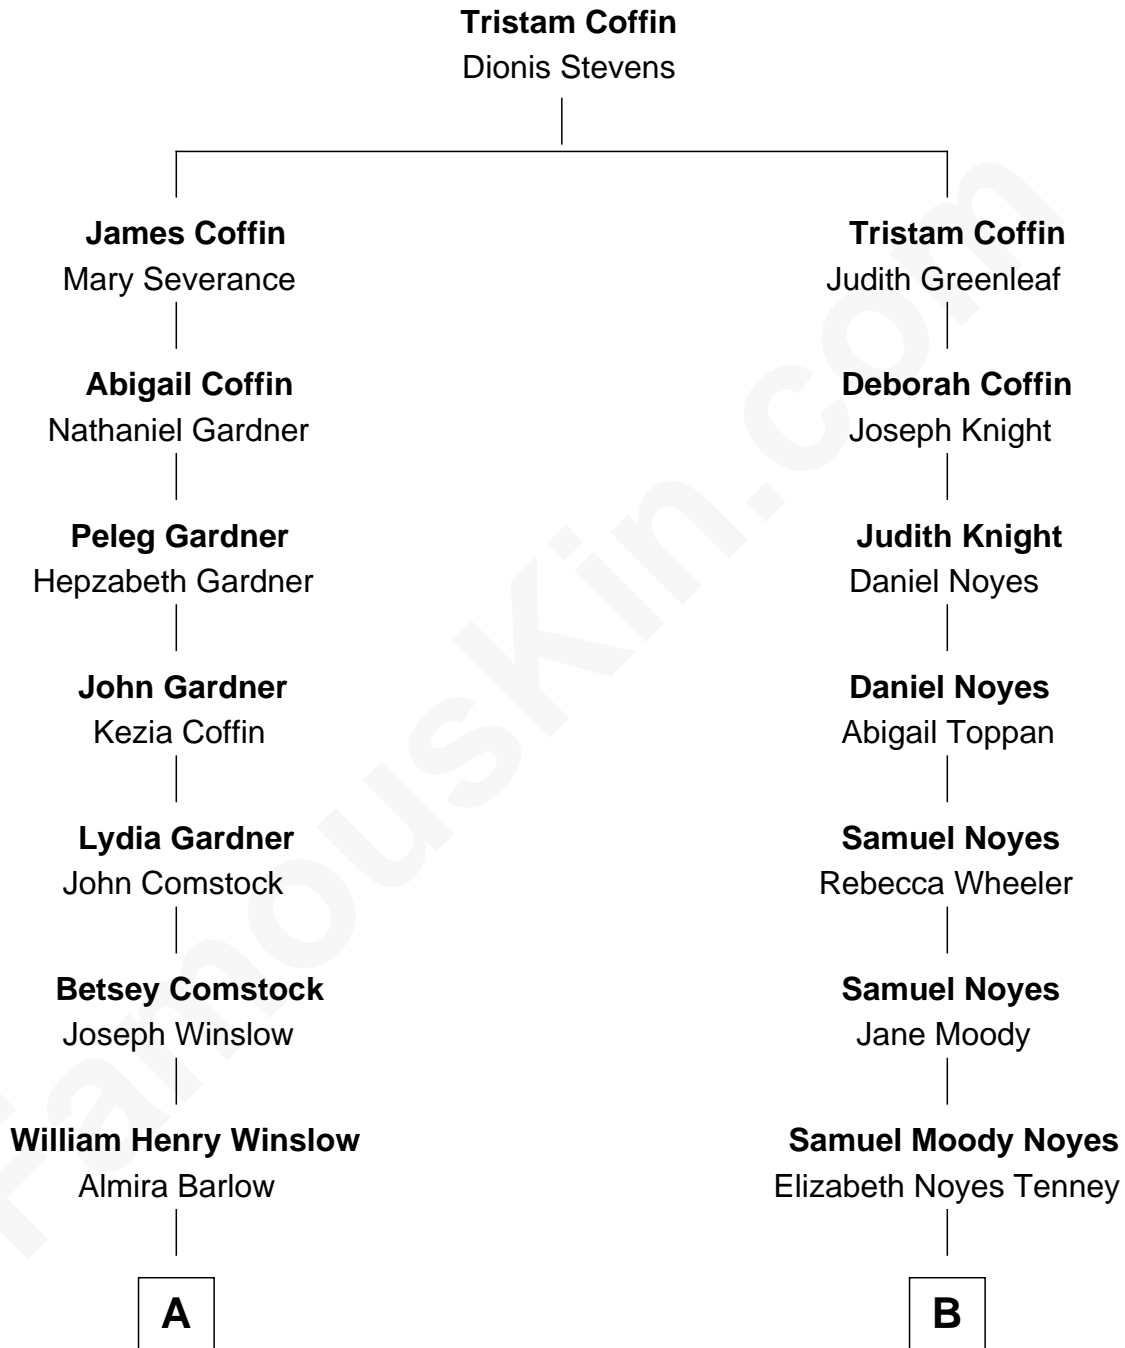 Tristam Coffin
Dionis Stevens
James Coffin
Mary Severance
Tristam Coffin
Judith Greenleaf
Abigail Coffin
Nathaniel Gardner
Deborah Coffin
Joseph Knight
Peleg Gardner
Hepzabeth Gardner
Judith Knight
Daniel Noyes
John Gardner
Kezia Coffin
Daniel Noyes
Abigail Toppan
Lydia Gardner
John Comstock
Samuel Noyes
Rebecca Wheeler
Betsey Comstock
Joseph Winslow
Samuel Noyes
Jane Moody
William Henry Winslow
Almira Barlow
Samuel Moody Noyes
Elizabeth Noyes Tenney
A
B
FamousKin.com